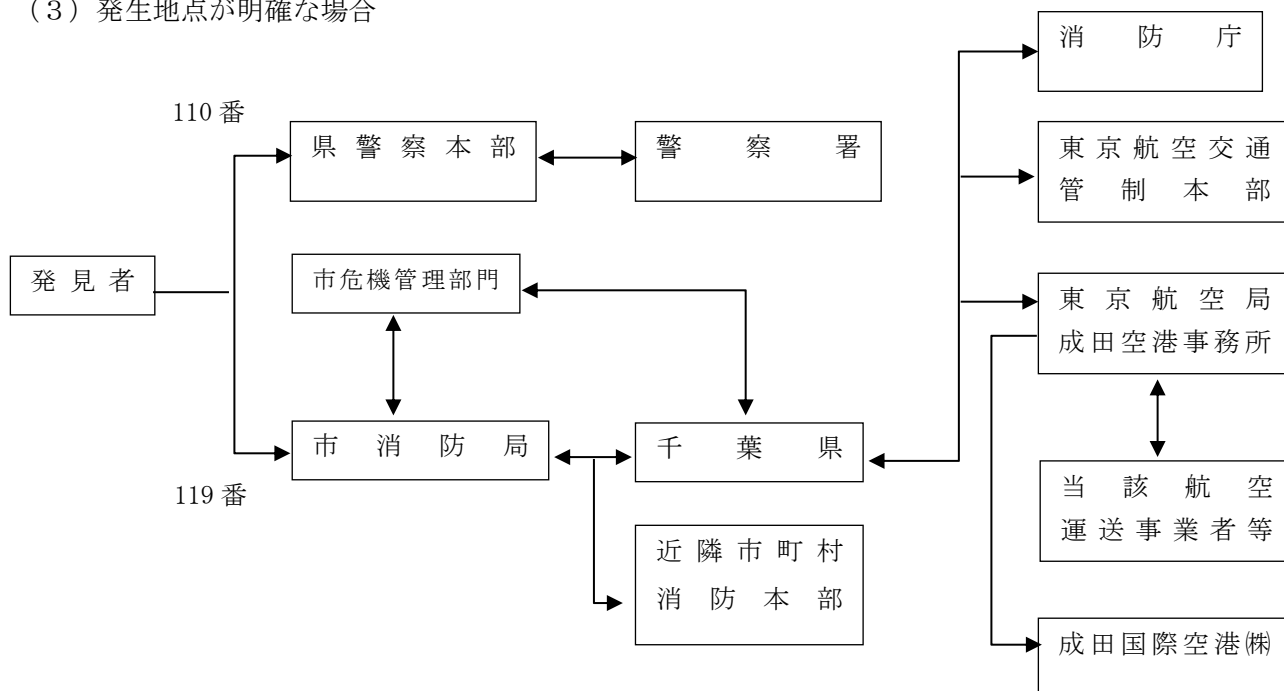 （３）発生地点が明確な場合
消防庁
110 番
県警察本部
警察署
東京航空交通
管制本部
発見者
市危機管理部門
東京航空局
成田空港事務所
市消防局
千葉県
119 番
当該航空
運送事業者等
近隣市町村
消防本部
成田国際空港㈱